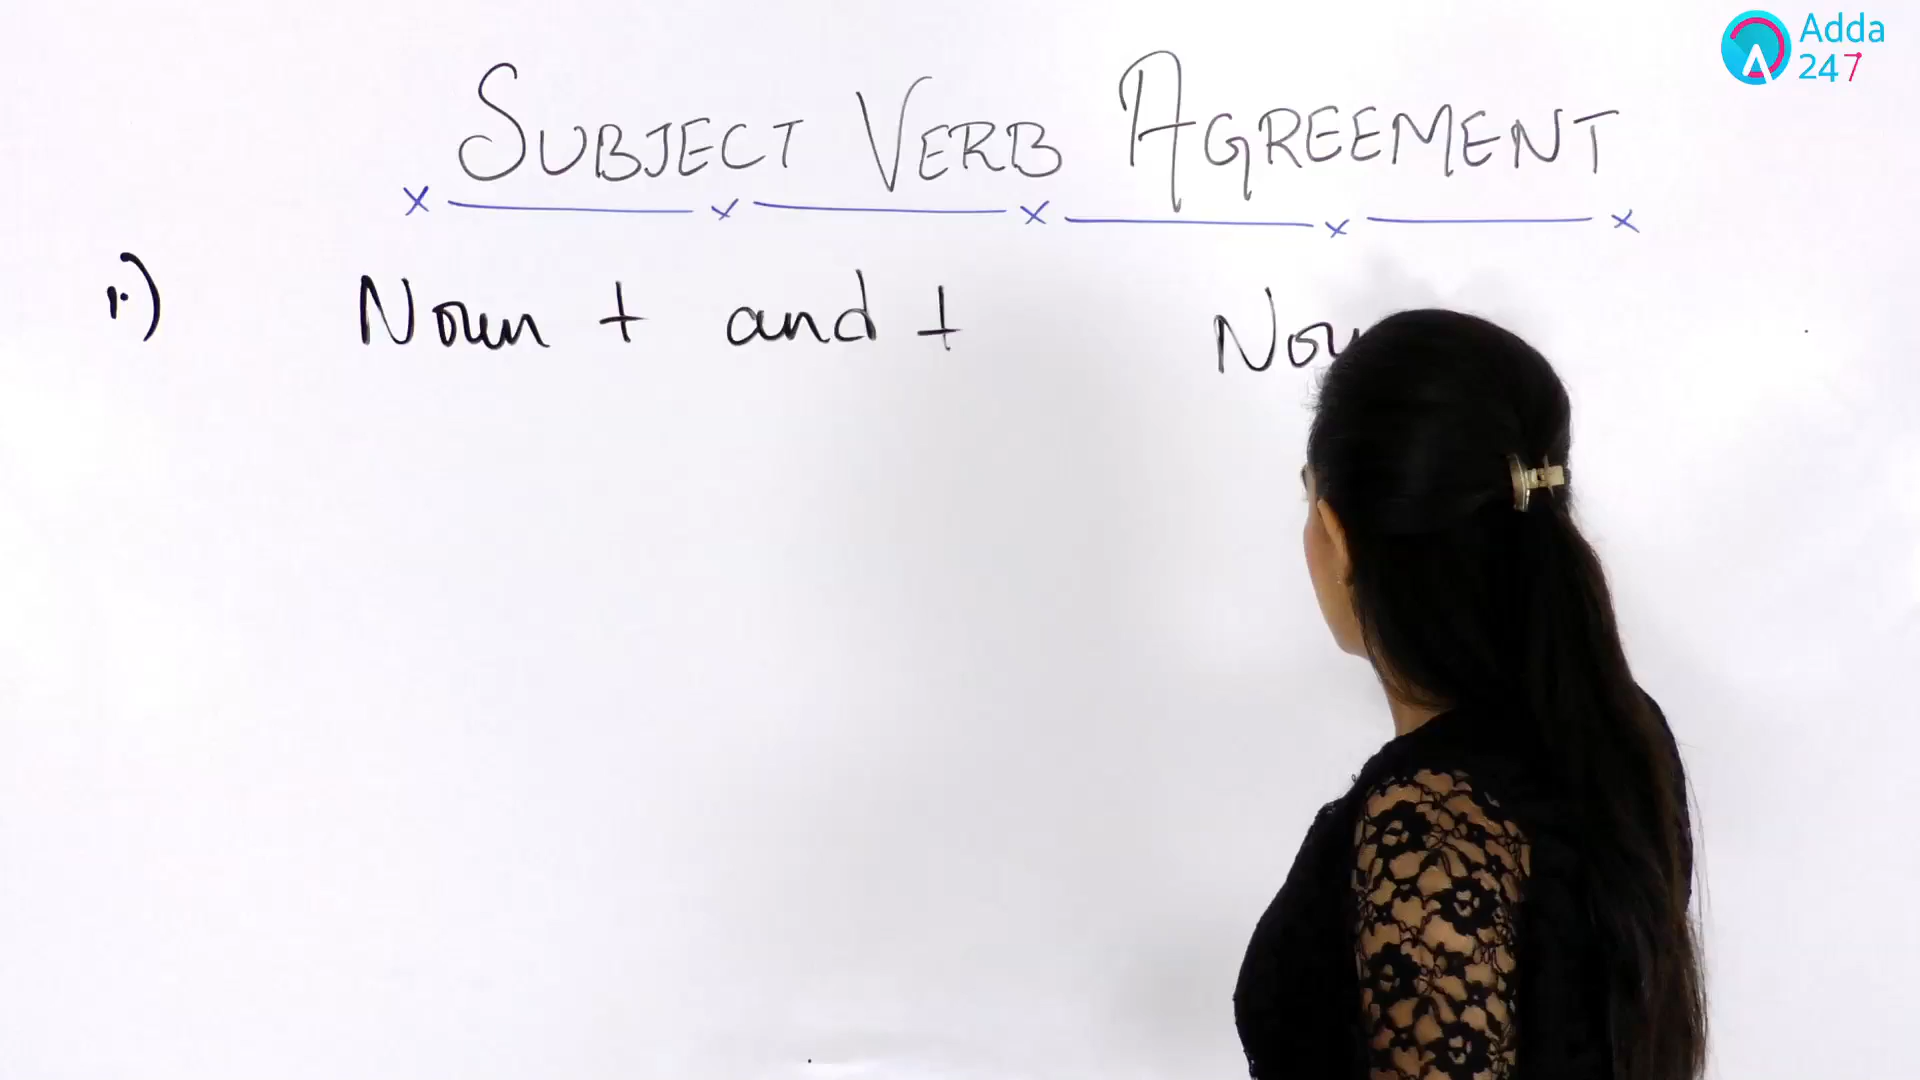 Adda
247
SUBJECT VERB AGREEMENT
x x x x x
1.) Noun + and +